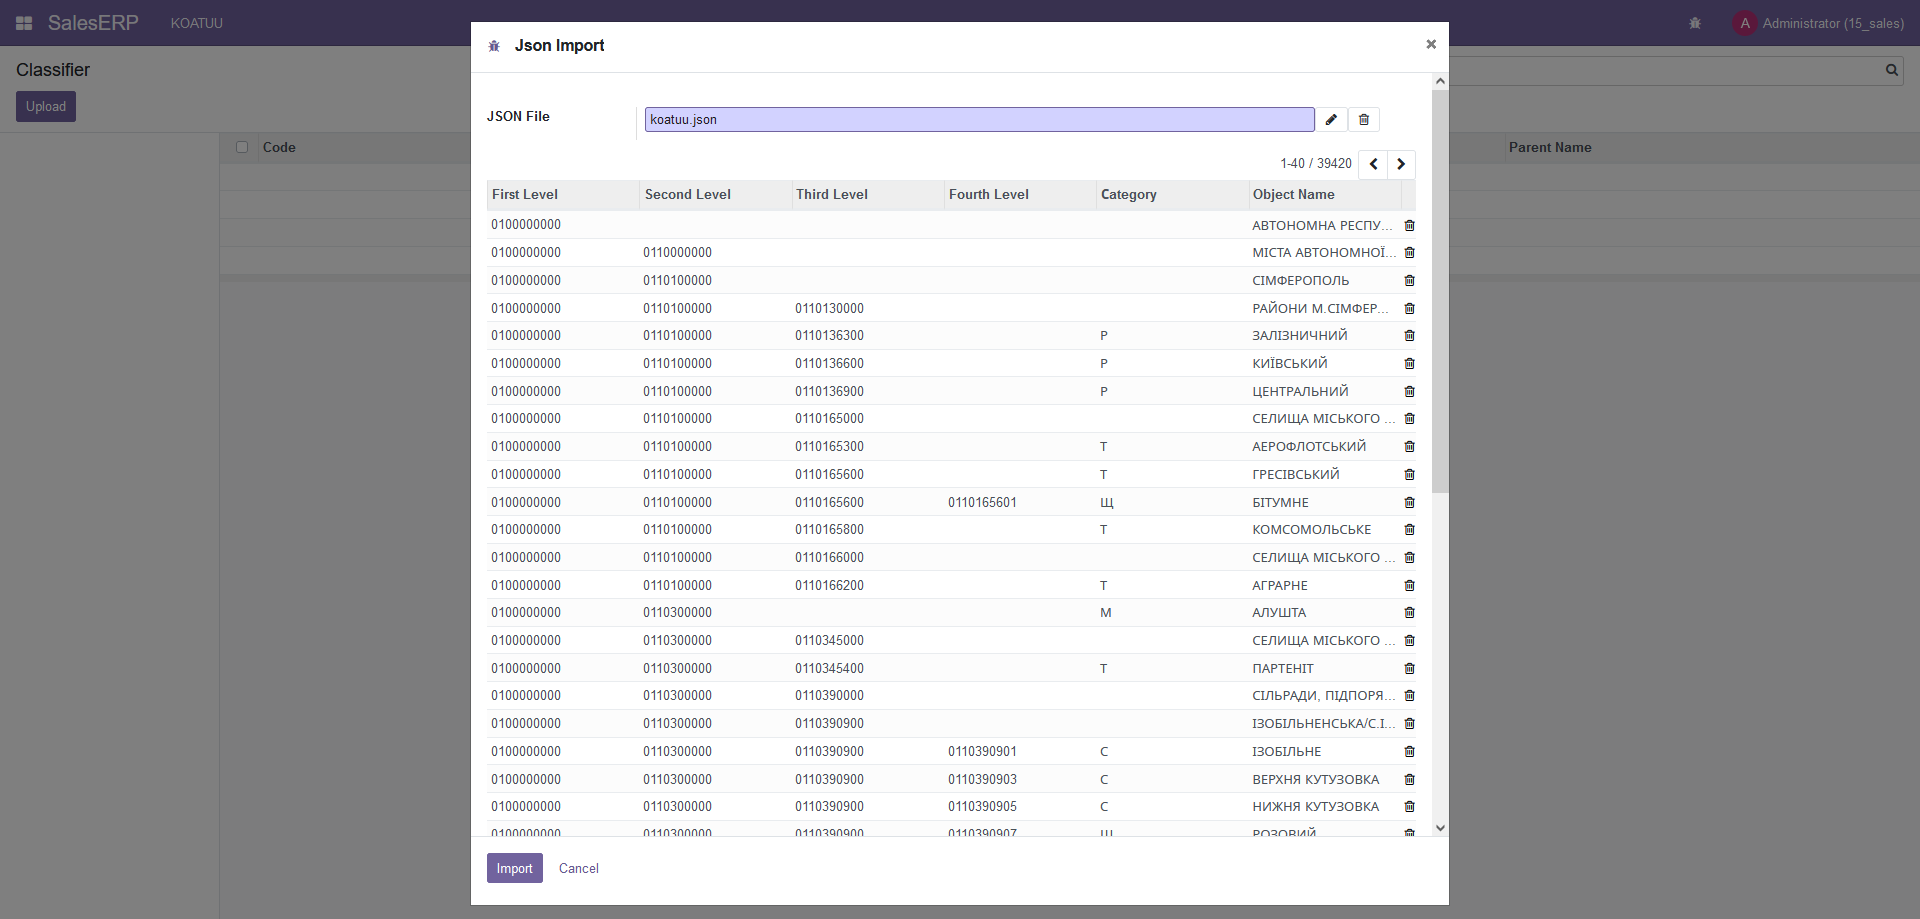 SalesERP KOATUU A Administrator (15_sales)
Json Import
Classifier
Upload
JSON File koatuu.json
Code Parent Name
1-40 / 39420
First Level Second Level Third Level Fourth Level Category Object Name
0100000000 АВТОНОМНА РЕСПУ...
0100000000 0110000000 МІСТА АВТОНОМНОЇ...
0100000000 0110100000 СІМФЕРОПОЛЬ
0100000000 0110100000 0110130000 РАЙОНИ М.СІМФЕР...
0100000000 0110100000 0110136300 Р ЗАЛІЗНИЧНИЙ
0100000000 0110100000 0110136600 Р КИЇВСЬКИЙ
0100000000 0110100000 0110136900 Р ЦЕНТРАЛЬНИЙ
0100000000 0110100000 0110165000 СЕЛИЩА МІСЬКОГО ...
0100000000 0110100000 0110165300 Т АЕРОФЛОТСЬКИЙ
0100000000 0110100000 0110165600 Т ГРЕСІВСЬКИЙ
0100000000 0110100000 0110165600 0110165601 Щ БІТУМНЕ
0100000000 0110100000 0110165800 Т КОМСОМОЛЬСЬКЕ
0100000000 0110100000 0110166000 СЕЛИЩА МІСЬКОГО ...
0100000000 0110100000 0110166200 Т АГРАРНЕ
0100000000 0110300000 М АЛУШТА
0100000000 0110300000 0110345000 СЕЛИЩА МІСЬКОГО ...
0100000000 0110300000 0110345400 Т ПАРТЕНІТ
0100000000 0110300000 0110390000 СІЛЬРАДИ, ПІДПОРЯ...
0100000000 0110300000 0110390900 ІЗОБІЛЬНЕНСЬКА/С.І...
0100000000 0110300000 0110390900 0110390901 С ІЗОБІЛЬНЕ
0100000000 0110300000 0110390900 0110390903 С ВЕРХНЯ КУТУЗОВКА
0100000000 0110300000 0110390900 0110390905 С НИЖНЯ КУТУЗОВКА
0100000000 0110300000 0110390900 0110390907 Щ РОЗОВИЙ
Import Cancel